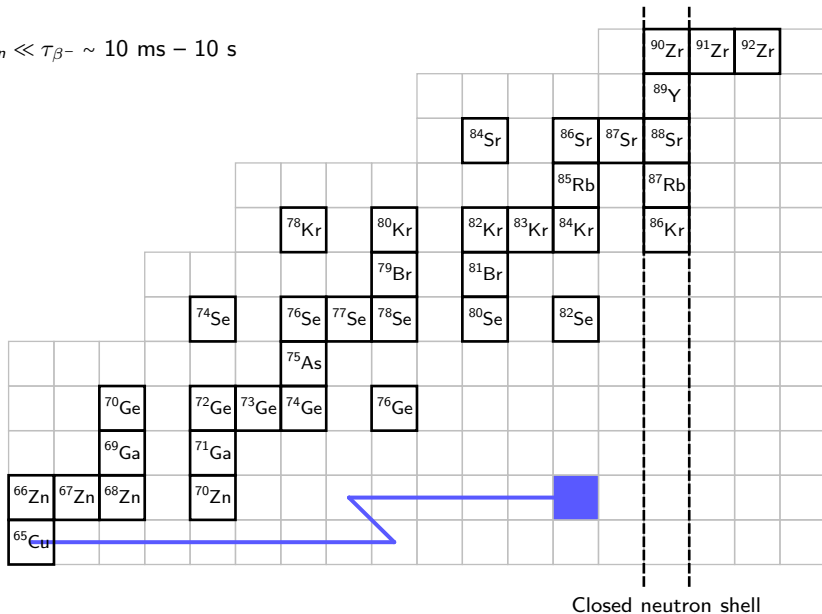 n ≪ τβ− ~ 10 ms − 10 s
90Zr 91Zr 92Zr
89Y
84Sr 86Sr 87Sr 88Sr
85Rb 87Rb
78Kr 80Kr 82Kr 83Kr 84Kr 86Kr
79Br 81Br
74Se 76Se 77Se 78Se 80Se 82Se
75As
70Ge 72Ge 73Ge 74Ge 76Ge
69Ga 71Ga
66Zn 67Zn 68Zn 70Zn
65Cu
Closed neutron shell